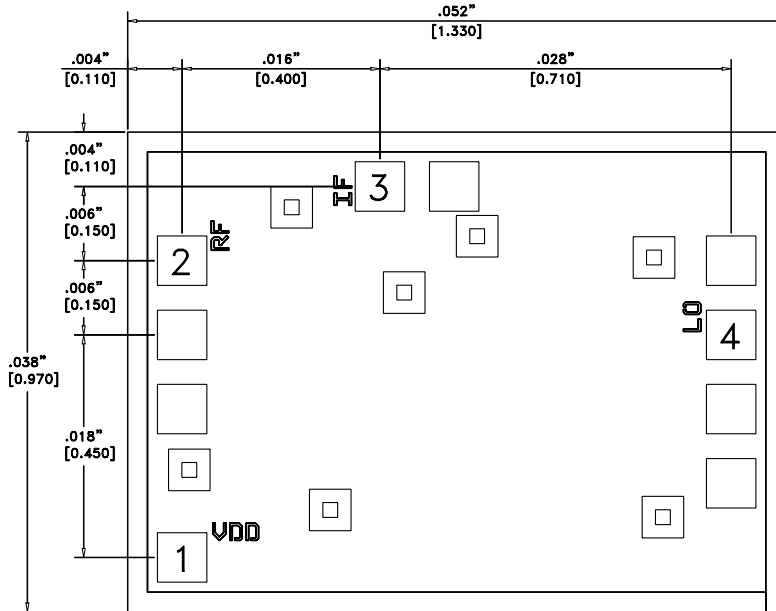 .052”
[1.330]
.004” .016” .028”
[0.110] [0.400] [0.710]
.004”
[0.110]
IF 3
.006”
[0.150]
RF
2
.006”
[0.150]
LO 4
.038”
[0.970]
.018”
[0.450]
VDD
1